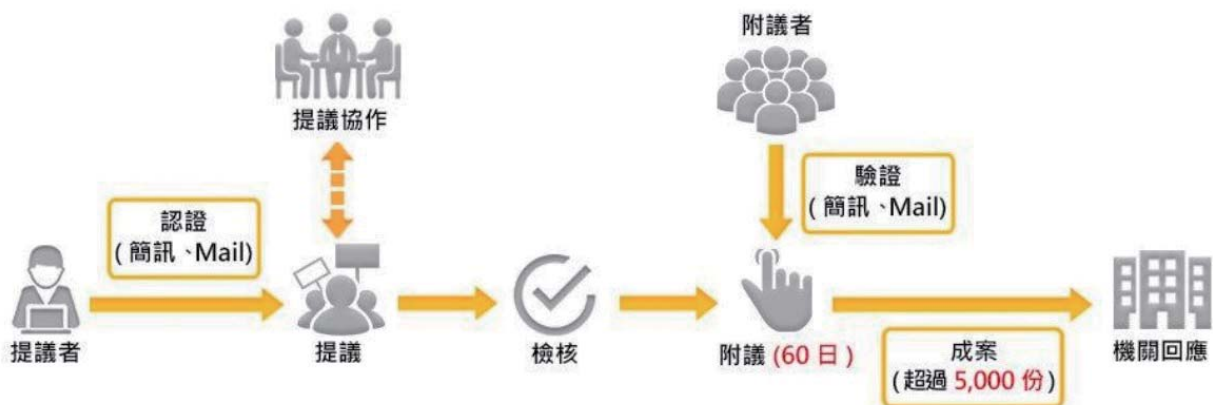 附議者
提議協作
驗證
(簡訊、Mail)
認證
(簡訊、Mail)
提議者
提議
檢核
附議 (60 日)
成案
(超過 5,000 份)
機關回應